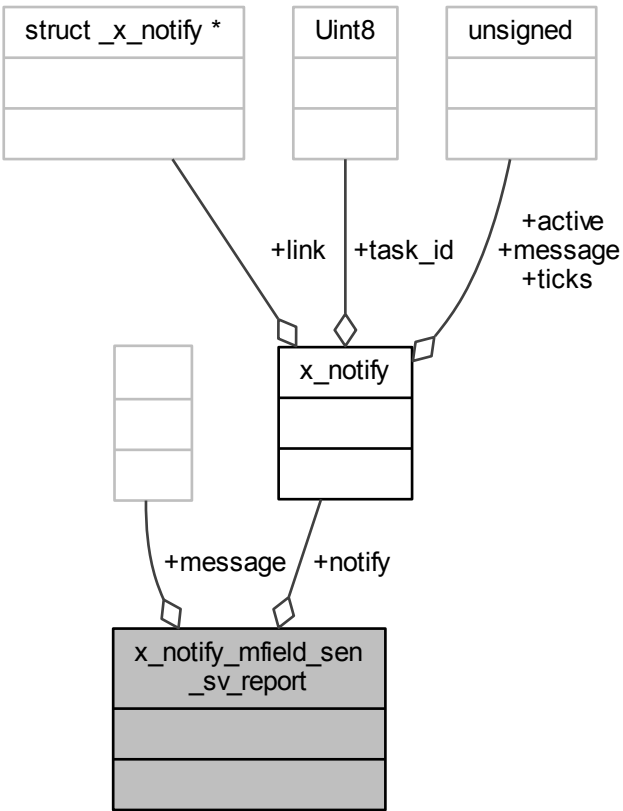 struct _x_notify *
Uint8
unsigned
+link
+task_id
+active
+message
+ticks
x_notify
+message
+notify
x_notify_mfield_sen
_sv_report